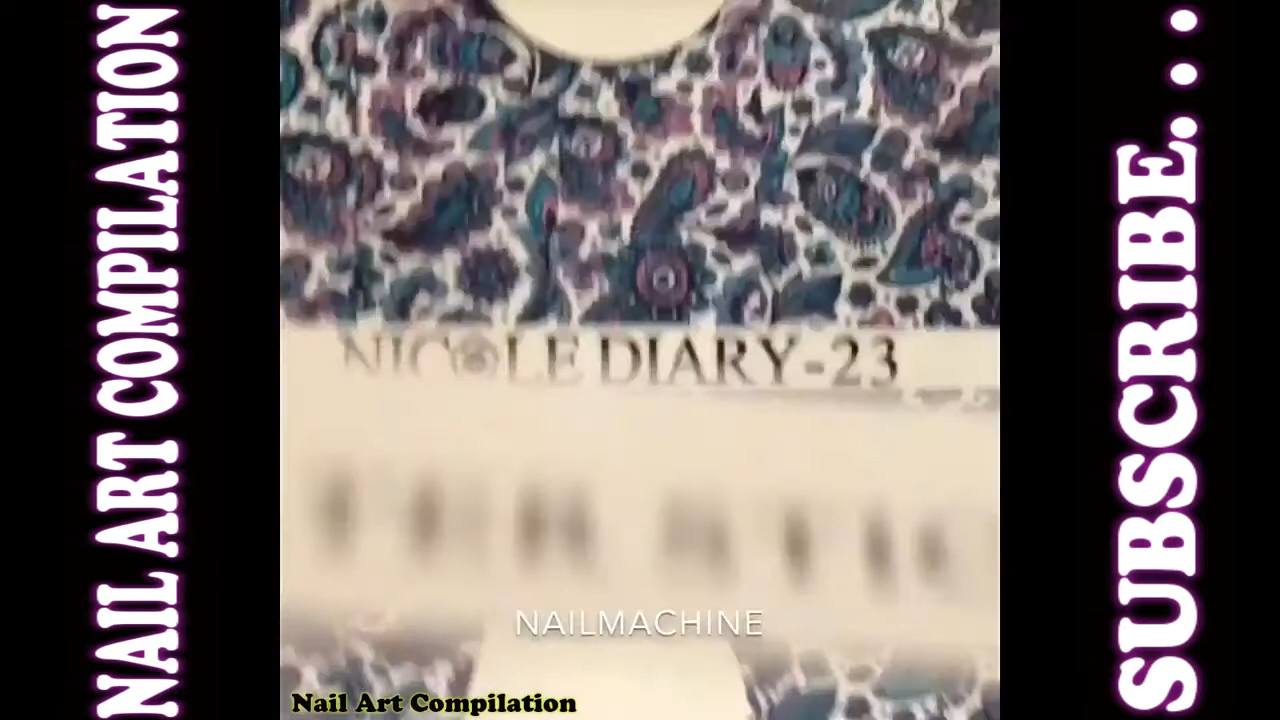 NAIL ART COMPILATION
NICOLE DIARY-23
NAILMACHINE
Nail Art Compilation
SUBSCRIBE...